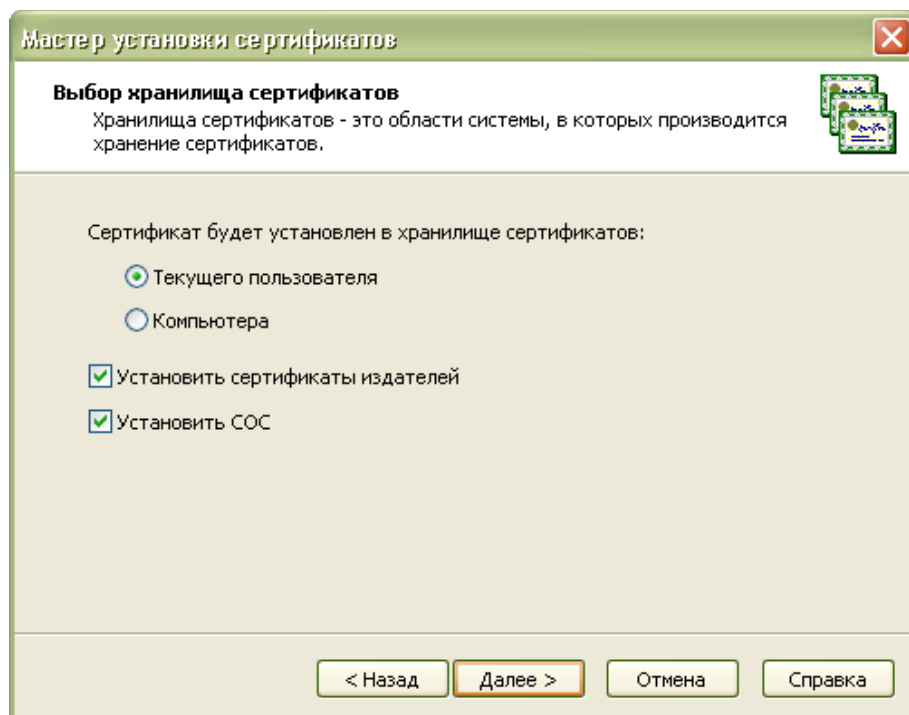 Мастер установки сертификатов
Выбор хранилища сертификатов
Хранилища сертификатов - это области системы, в которых производится
хранение сертификатов.
Сертификат будет установлен в хранилище сертификатов:
Текущего пользователя
Компьютера
Установить сертификаты издателей
Установить СОС
< Назад Далее > Отмена Справка